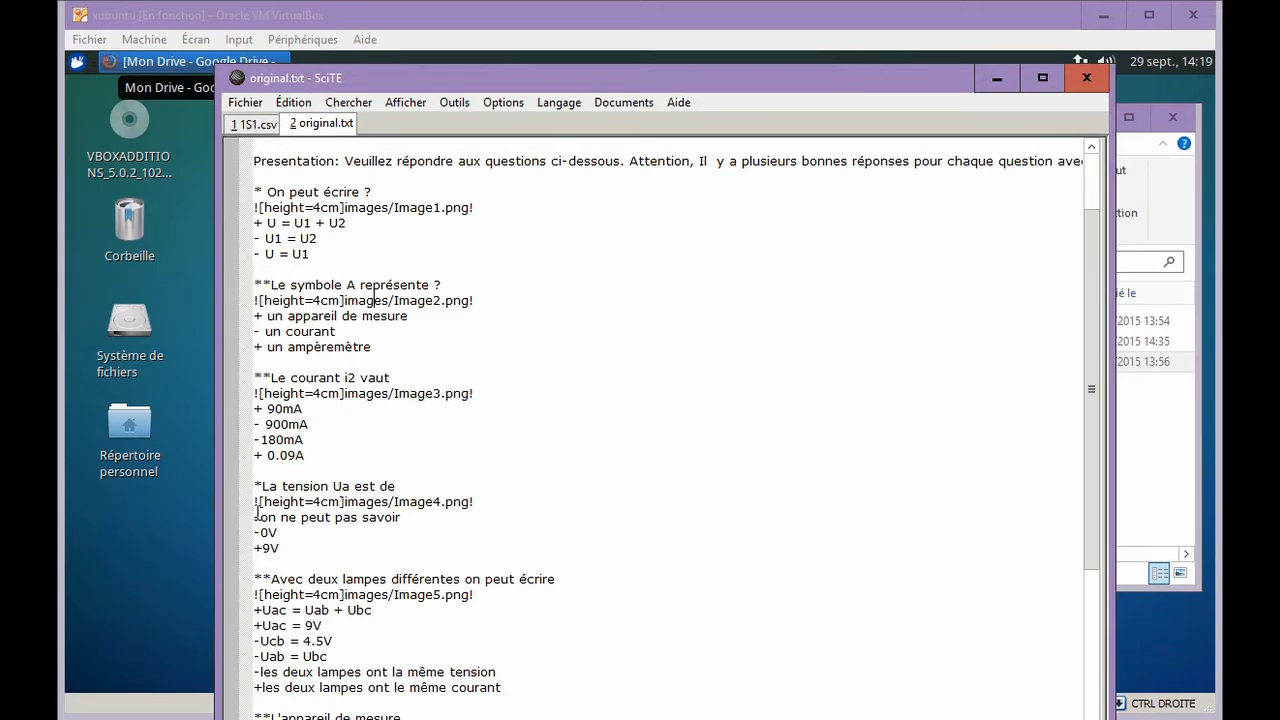 xubuntu [En fonction] - Oracle VM VirtualBox
Fichier Machine Écran Input Périphériques Aide
[Mon Drive - Google Drive -
29 sept., 14:19
Mon Drive - Goo
original.txt - SciTE
Fichier Édition Chercher Afficher Outils Options Langage Documents Aide
1 1S1.csv 2 original.txt
Presentation: Veuillez répondre aux questions ci-dessous. Attention, Il y a plusieurs bonnes réponses pour chaque question avec
* On peut écrire ?
![height=4cm]images/Image1.png!
+ U = U1 + U2
- U1 = U2
- U = U1
**Le symbole A représente ?
![height=4cm]images/Image2.png!
+ un appareil de mesure
- un courant
+ un ampèremètre
**Le courant i2 vaut
![height=4cm]images/Image3.png!
+ 90mA
- 900mA
-180mA
+ 0.09A
*La tension Ua est de
![height=4cm]images/Image4.png!
-on ne peut pas savoir
-0V
+9V
**Avec deux lampes différentes on peut écrire
![height=4cm]images/Image5.png!
+Uac = Uab + Ubc
+Uac = 9V
-Ucb = 4.5V
-Uab = Ubc
-les deux lampes ont la même tension
+les deux lampes ont le même courant
**L'appareil de mesure
VBOXADDITIO
NS_5.0.2_102...
Corbeille
Système de
fichiers
Répertoire
personnel
ut
tion
ié le
/2015 13:54
/2015 14:35
/2015 13:56
CTRL DROITE